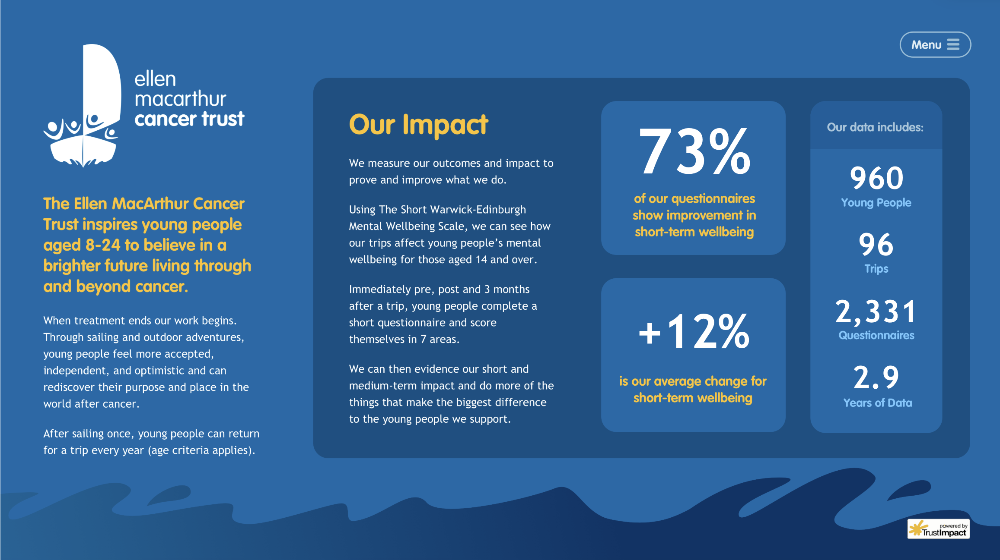 Menu
ellen
macarthur
cancer trust
The Ellen MacArthur Cancer
Trust inspires young people
aged 8-24 to believe in a
brighter future living through
and beyond cancer.
When treatment ends our work begins.
Through sailing and outdoor adventures,
young people feel more accepted,
independent, and optimistic and can
rediscover their purpose and place in the
world after cancer.
After sailing once, young people can return
for a trip every year (age criteria applies).
Our Impact
We measure our outcomes and impact to
prove and improve what we do.
Using The Short Warwick-Edinburgh
Mental Wellbeing Scale, we can see how
our trips affect young people’s mental
wellbeing for those aged 14 and over.
Immediately pre, post and 3 months
after a trip, young people complete a
short questionnaire and score
themselves in 7 areas.
We can then evidence our short and
medium-term impact and do more of the
things that make the biggest difference
to the young people we support.
73%
of our questionnaires
show improvement in
short-term wellbeing
+12%
is our average change for
short-term wellbeing
Our data includes:
960
Young People
96
Trips
2,331
Questionnaires
2.9
Years of Data
powered by
TrustImpact